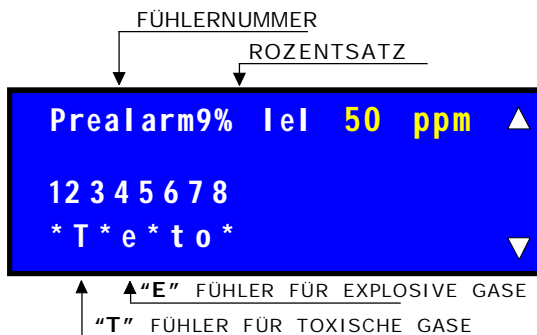 FÜHLERNUMMER
ROZENTSATZ
Prealarm9% lel 50 ppm
12345678
*T*e*to*
"E" FÜHLER FÜR EXPLOSIVE GASE
"T" FÜHLER FÜR TOXISCHE GASE